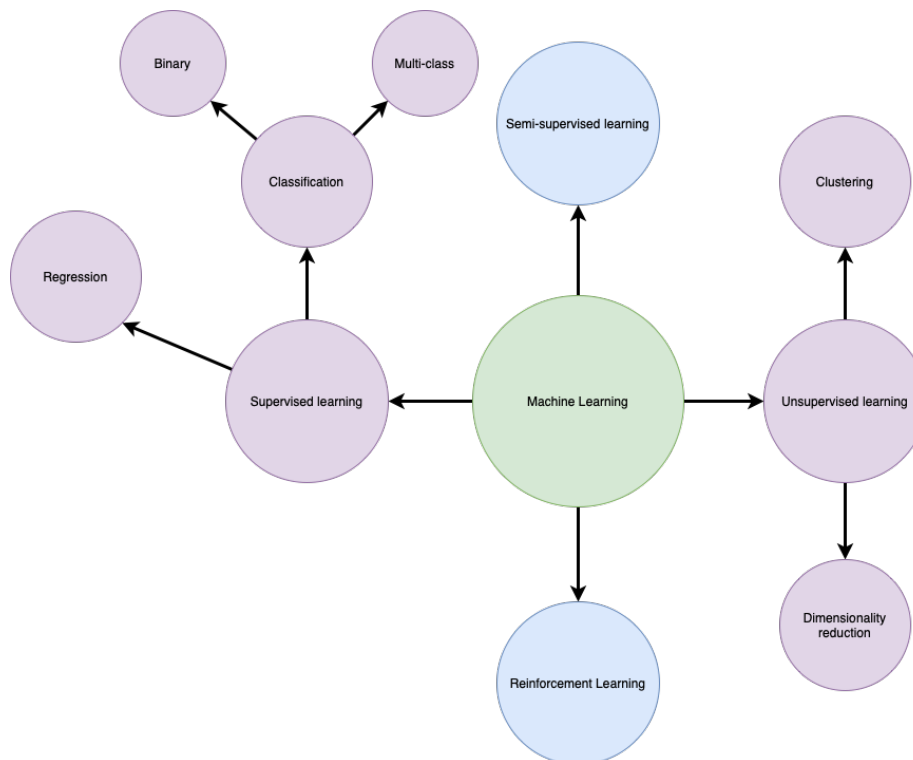 Binary
Multi-class
Semi-supervised learning
Classification
Clustering
Regression
Supervised learning
Machine Learning
Unsupervised learning
Dimensionality
reduction
Reinforcement Learning